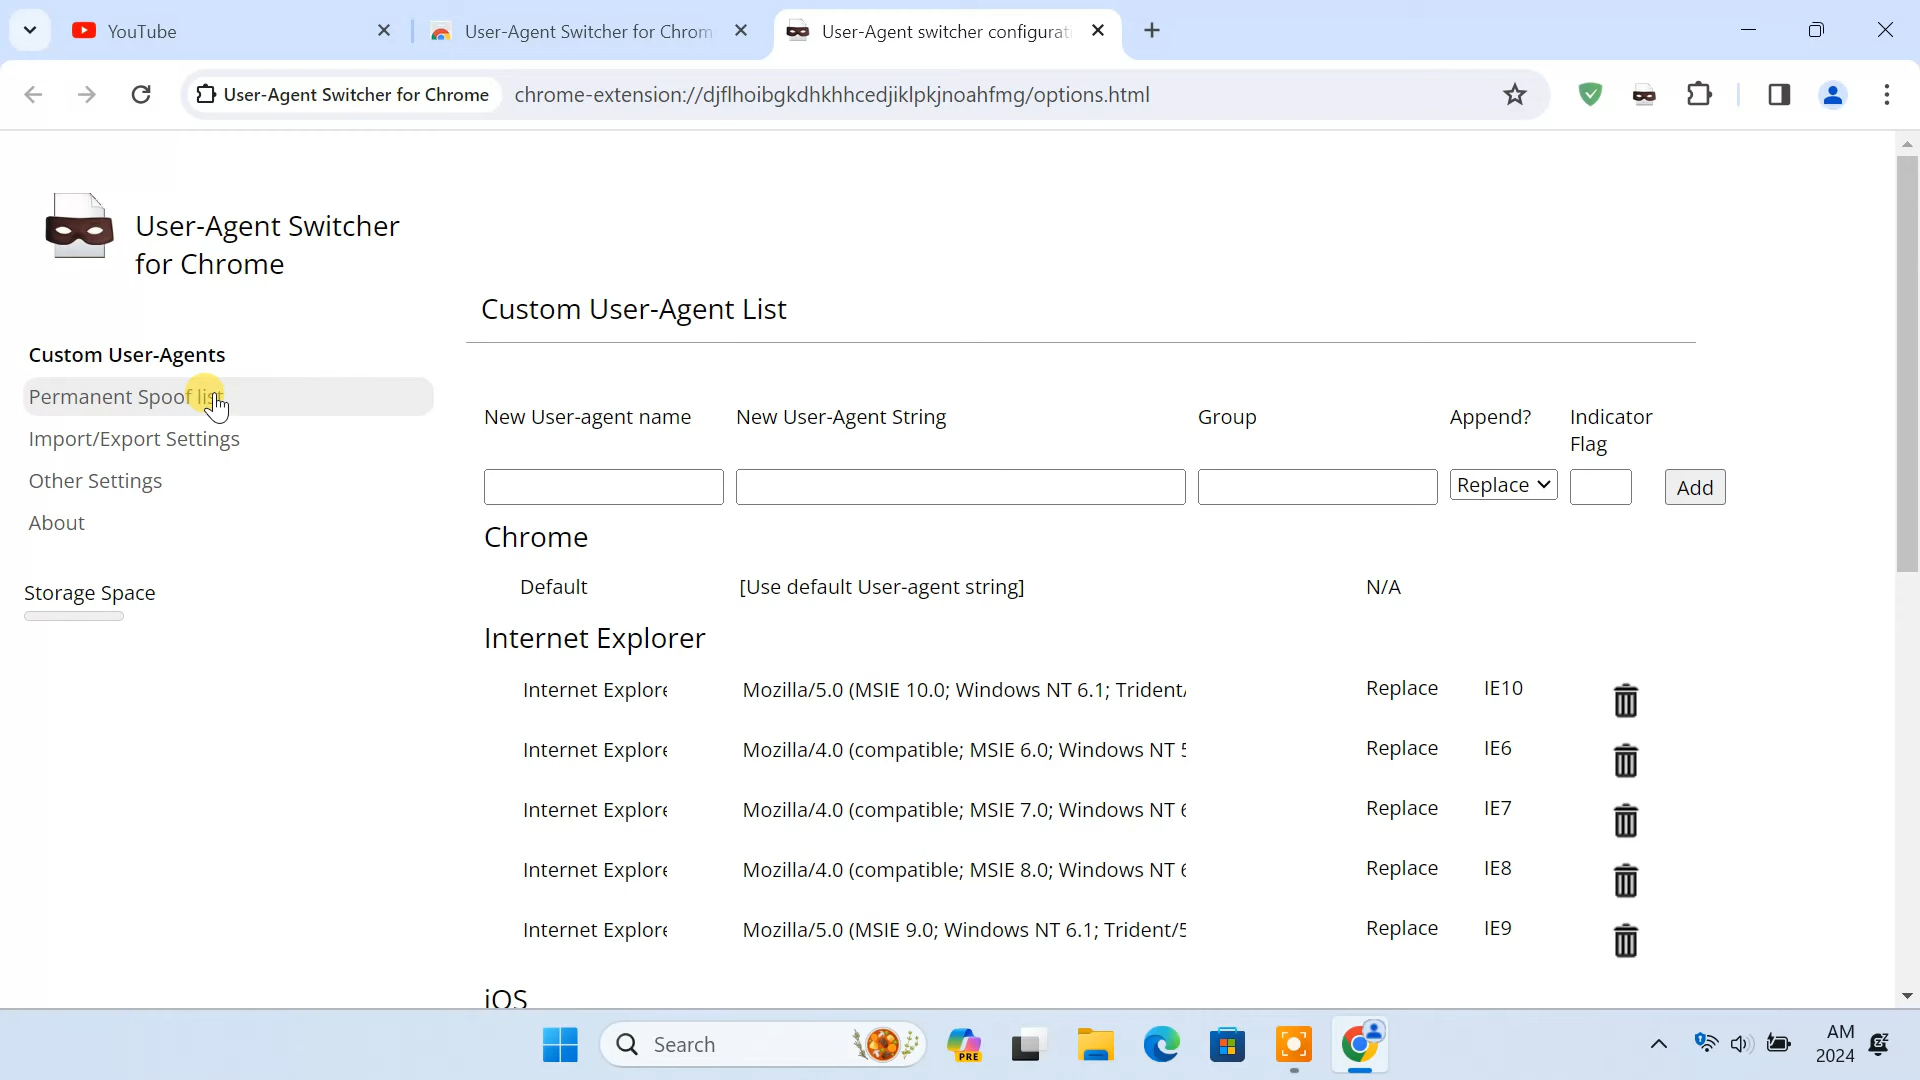 YouTube
User-Agent Switcher for Chrom
User-Agent switcher configurat
User-Agent Switcher for Chrome
chrome-extension://djflhoibgkdhkhhcedjiklpkjnoahfmg/options.html
User-Agent Switcher
for Chrome
Custom User-Agents
Permanent Spoof list
Import/Export Settings
Other Settings
About
Storage Space
Custom User-Agent List
New User-agent name New User-Agent String Group Append? Indicator
Flag
Replace Add
Chrome
Default [Use default User-agent string] N/A
Internet Explorer
Internet Explore Mozilla/5.0 (MSIE 10.0; Windows NT 6.1; Trident/ Replace IE10
Internet Explore Mozilla/4.0 (compatible; MSIE 6.0; Windows NT 5 Replace IE6
Internet Explore Mozilla/4.0 (compatible; MSIE 7.0; Windows NT 6 Replace IE7
Internet Explore Mozilla/4.0 (compatible; MSIE 8.0; Windows NT 6 Replace IE8
Internet Explore Mozilla/5.0 (MSIE 9.0; Windows NT 6.1; Trident/5 Replace IE9
iOS
Search
PRE
AM
2024